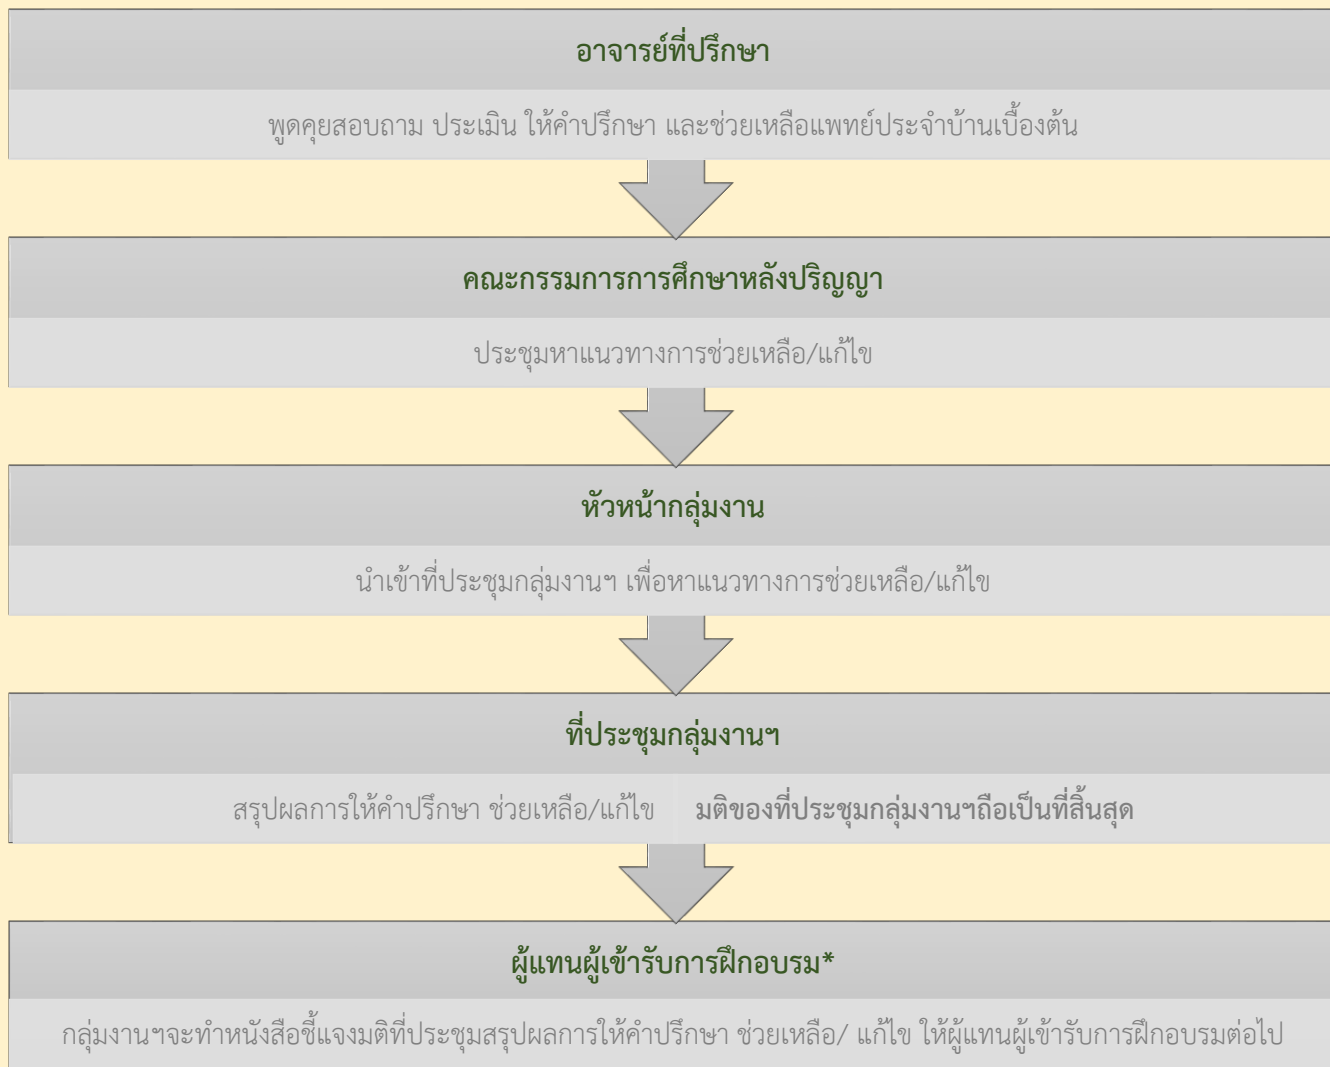 อาจารย์ที่ปรึกษา
พูดคุยสอบถาม ประเมิน ให้คำปรึกษา และช่วยเหลือแพทย์ประจำบ้านเบื้องต้น
คณะกรรมการการศึกษาหลังปริญญา
ประชุมหาแนวทางการช่วยเหลือ/แก้ไข
หัวหน้ากลุ่มงาน
นำเข้าที่ประชุมกลุ่มงานฯ เพื่อหาแนวทางการช่วยเหลือ/แก้ไข
ที่ประชุมกลุ่มงานฯ
สรุปผลการให้คำปรึกษา ช่วยเหลือ/แก้ไข มติของที่ประชุมกลุ่มงานฯถือเป็นที่สิ้นสุด
ผู้แทนผู้เข้ารับการฝึกอบรม*
กลุ่มงานฯจะทำหนังสือชี้แจงมติที่ประชุมสรุปผลการให้คำปรึกษา ช่วยเหลือ/ แก้ไข ให้ผู้แทนผู้เข้ารับการฝึกอบรมต่อไป